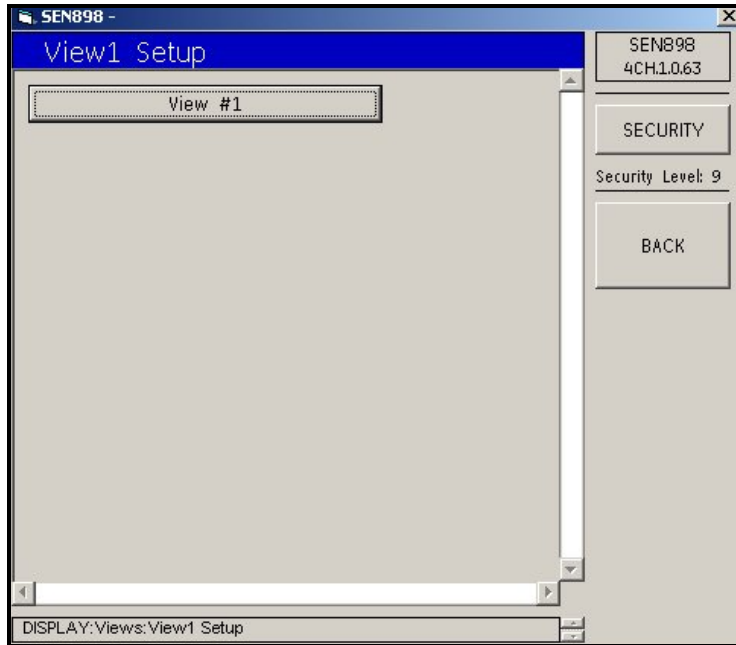 SEN898 -
View1 Setup
SEN898
4CH.1.0.63
View #1
SECURITY
Security Level: 9
BACK
DISPLAY:Views:View1 Setup